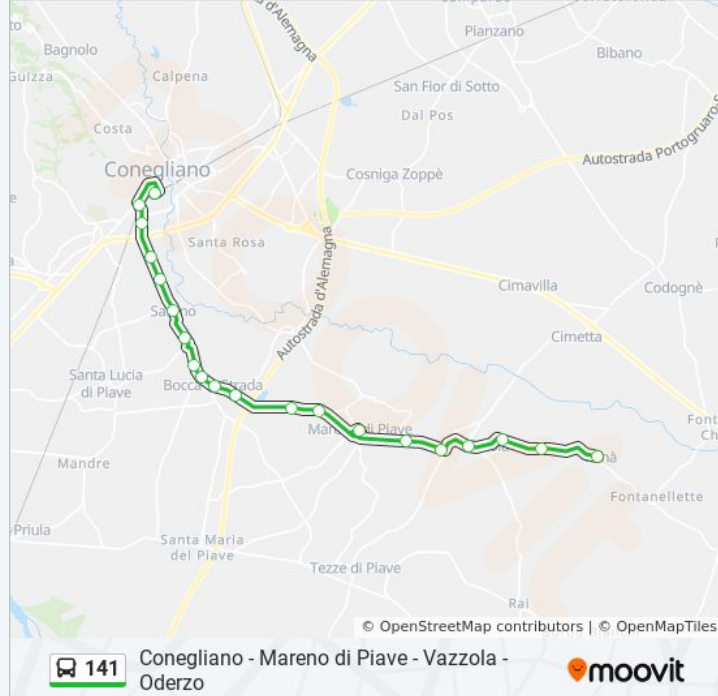 d'Alemagna
Pianzano
Bagnolo
Bibano
Guizza
Calpena
San Fior di Sotto
Dal Pos
Costa
Autostrada Portogruaro-S
Conegliano
Cosniga Zoppè
Santa Rosa
Autostrada d'Alemagna
Cimavilla
Codognè
Cimetta
Santa Lucia
di Piave
Bocca di Strada
Mareno di Piave
Font
Ch
Mandre
Fontanellette
Priula
Santa Maria
del Piave
Tezze di Piave
Rai
© OpenStreetMap contributors | © OpenMapTiles
141
Conegliano - Mareno di Piave - Vazzola -
Oderzo
moovit